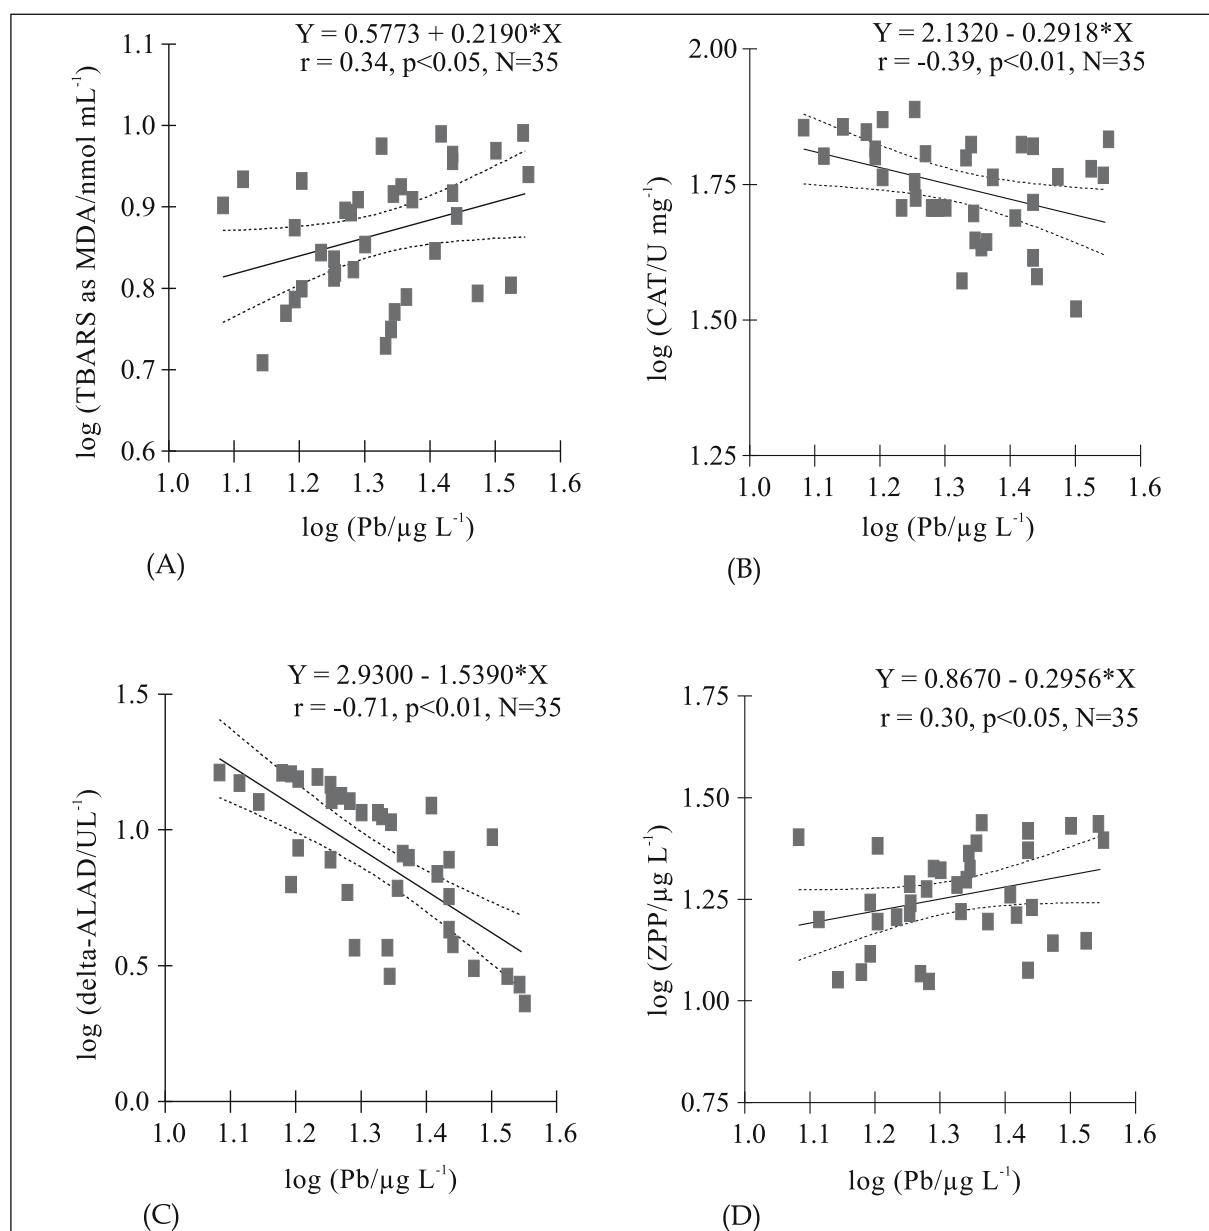 Y = 0.5773 + 0.2190*X
r = 0.34, p<0.05, N=35
log (TBARS as MDA/nmol mL⁻¹)
1.1
1.0
0.9
0.8
0.7
0.6
1.0 1.1 1.2 1.3 1.4 1.5 1.6
log (Pb/µg L⁻¹)
(A)
Y = 2.1320 - 0.2918*X
r = -0.39, p<0.01, N=35
log (CAT/U mg⁻¹)
2.00
1.75
1.50
1.25
1.0 1.1 1.2 1.3 1.4 1.5 1.6
log (Pb/µg L⁻¹)
(B)
Y = 2.9300 - 1.5390*X
r = -0.71, p<0.01, N=35
log (delta-ALAD/UL⁻¹)
1.5
1.0
0.5
0.0
1.0 1.1 1.2 1.3 1.4 1.5 1.6
log (Pb/µg L⁻¹)
(C)
Y = 0.8670 - 0.2956*X
r = 0.30, p<0.05, N=35
log (ZPP/µg L⁻¹)
1.75
1.50
1.25
1.00
0.75
1.0 1.1 1.2 1.3 1.4 1.5 1.6
log (Pb/µg L⁻¹)
(D)